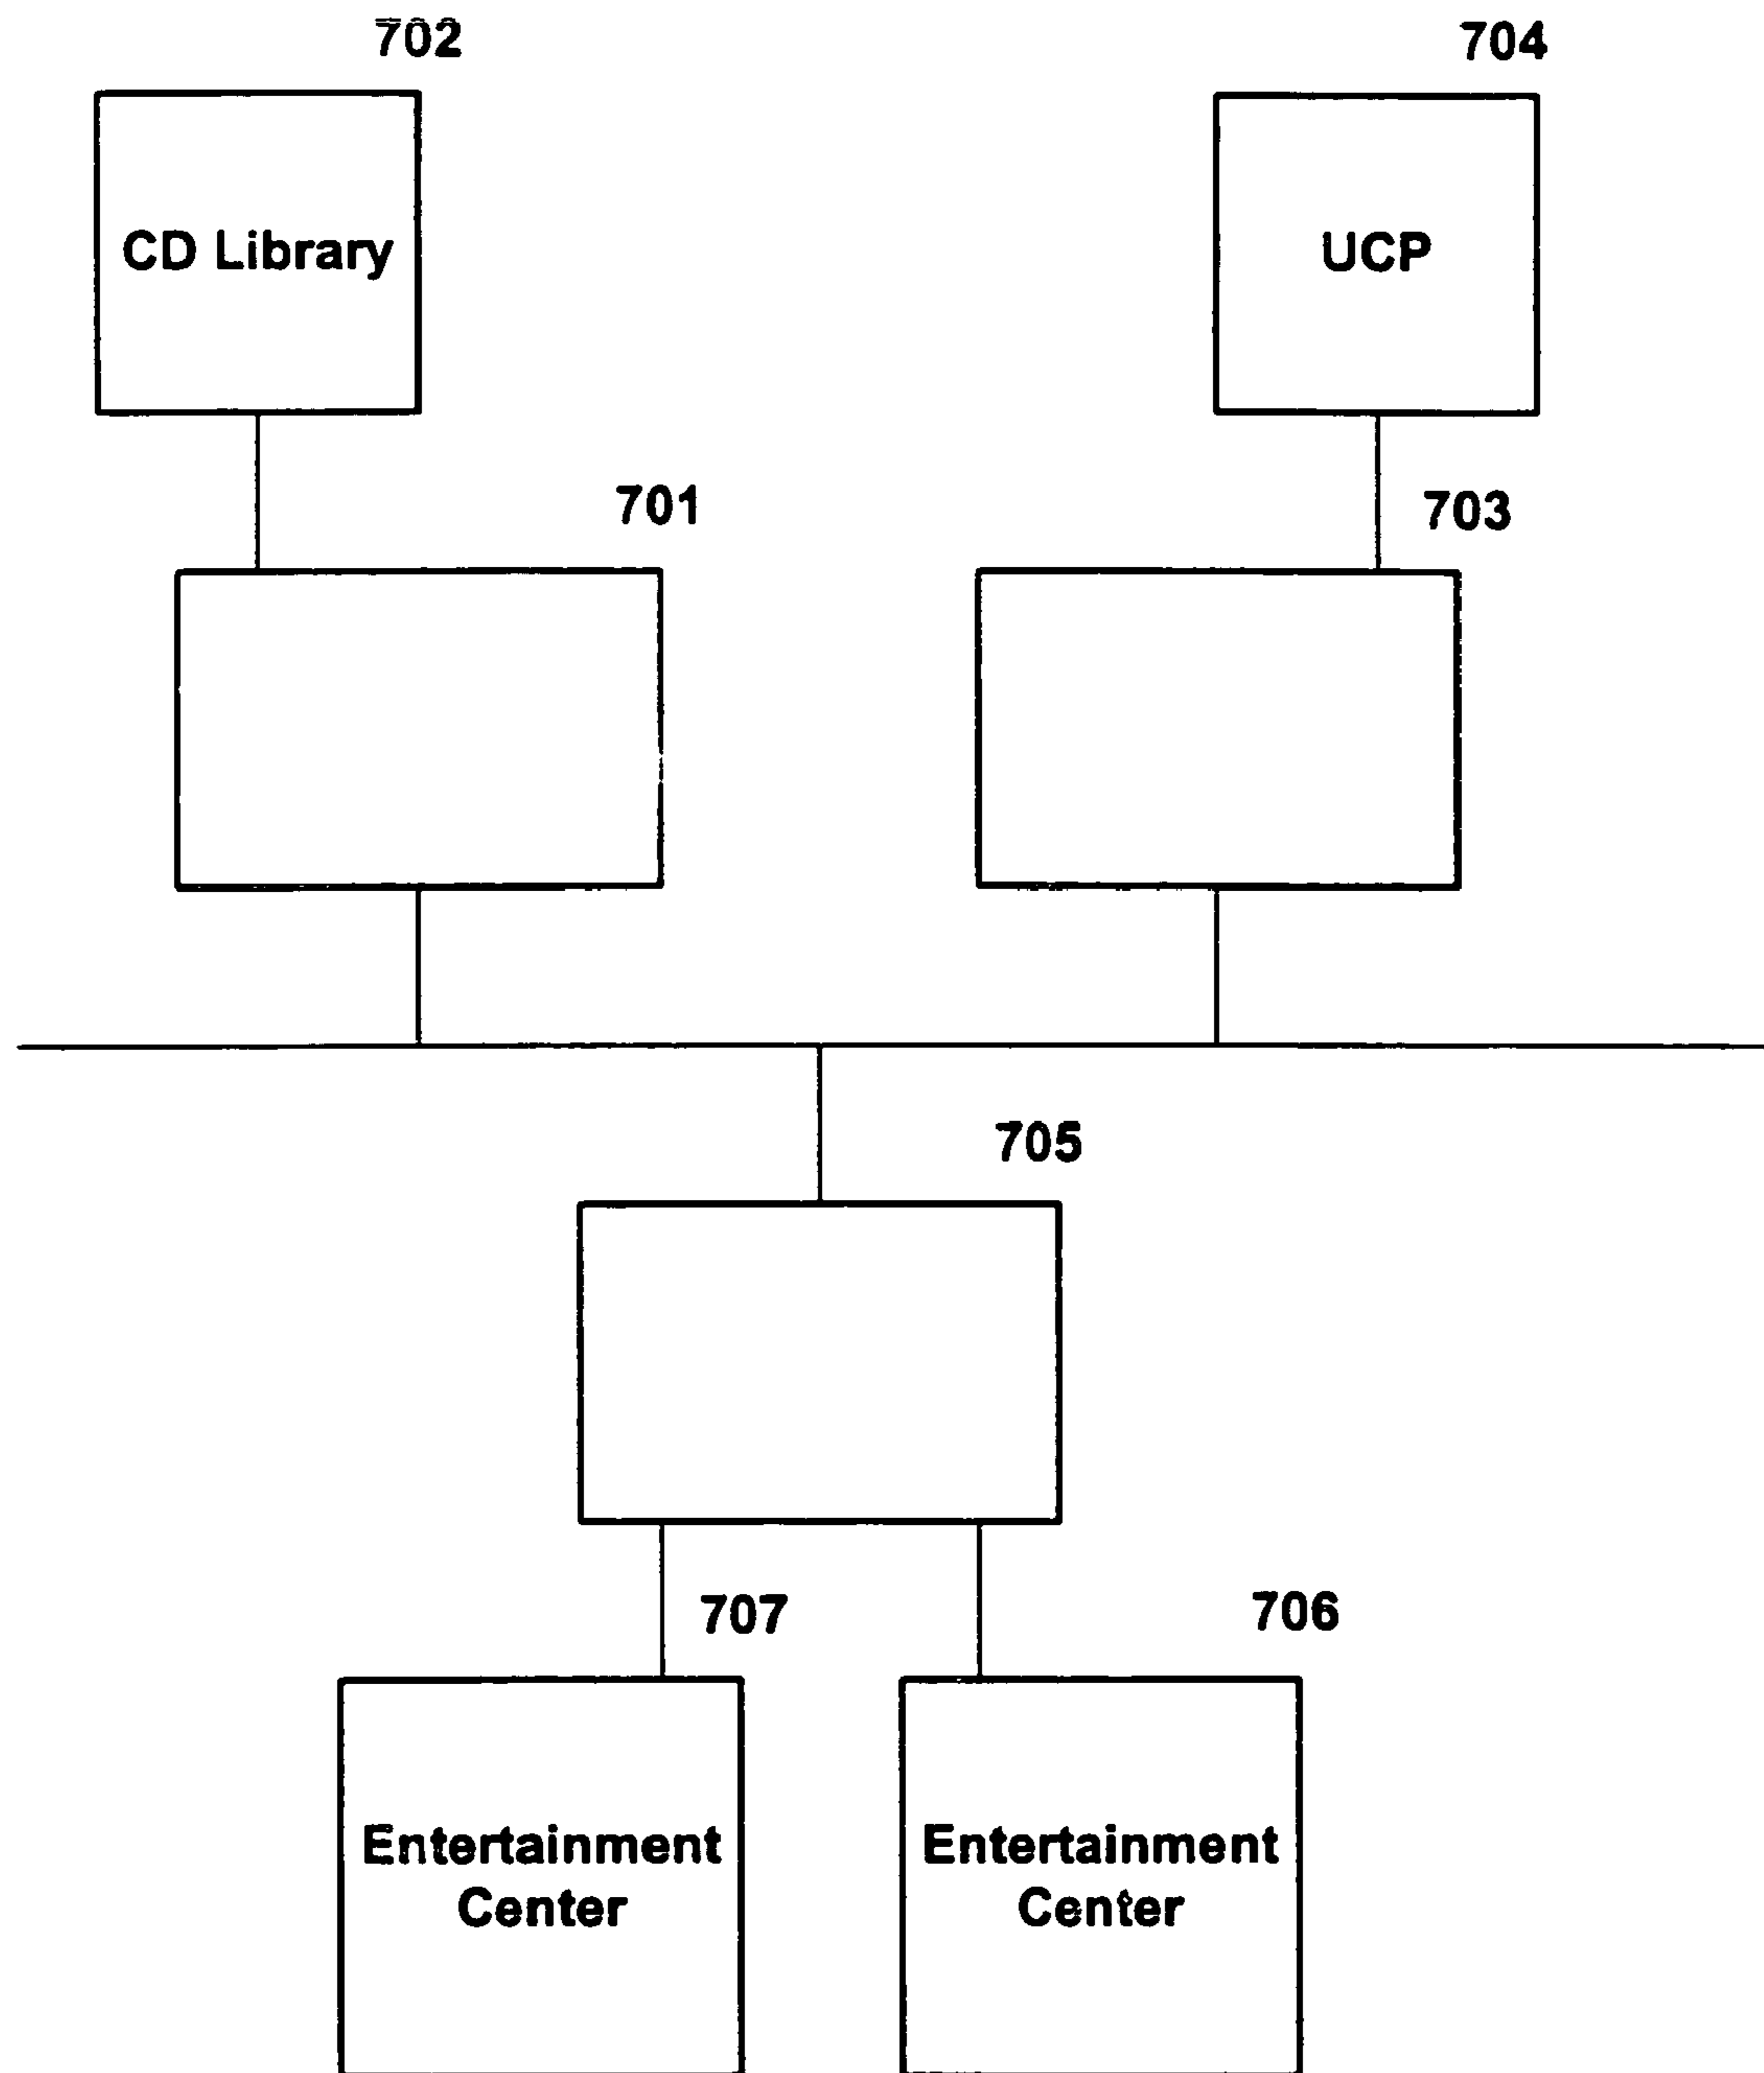 702
704
CD Library
UCP
701
703
705
707
706
Entertainment
Center
Entertainment
Center